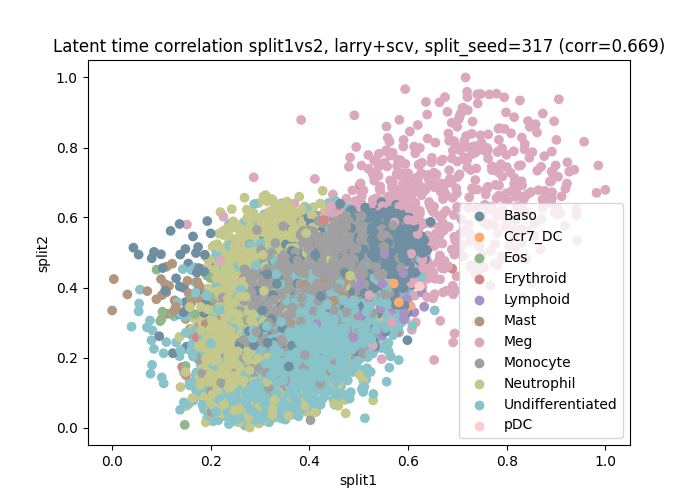 Latent time correlation split1vs2, larry+scv, split_seed=317 (corr=0.669)
split2
1.0
0.8
0.6
0.4
0.2
0.0
0.0 0.2 0.4 0.6 0.8 1.0
split1
Baso
Ccr7_DC
Eos
Erythroid
Lymphoid
Mast
Meg
Monocyte
Neutrophil
Undifferentiated
pDC